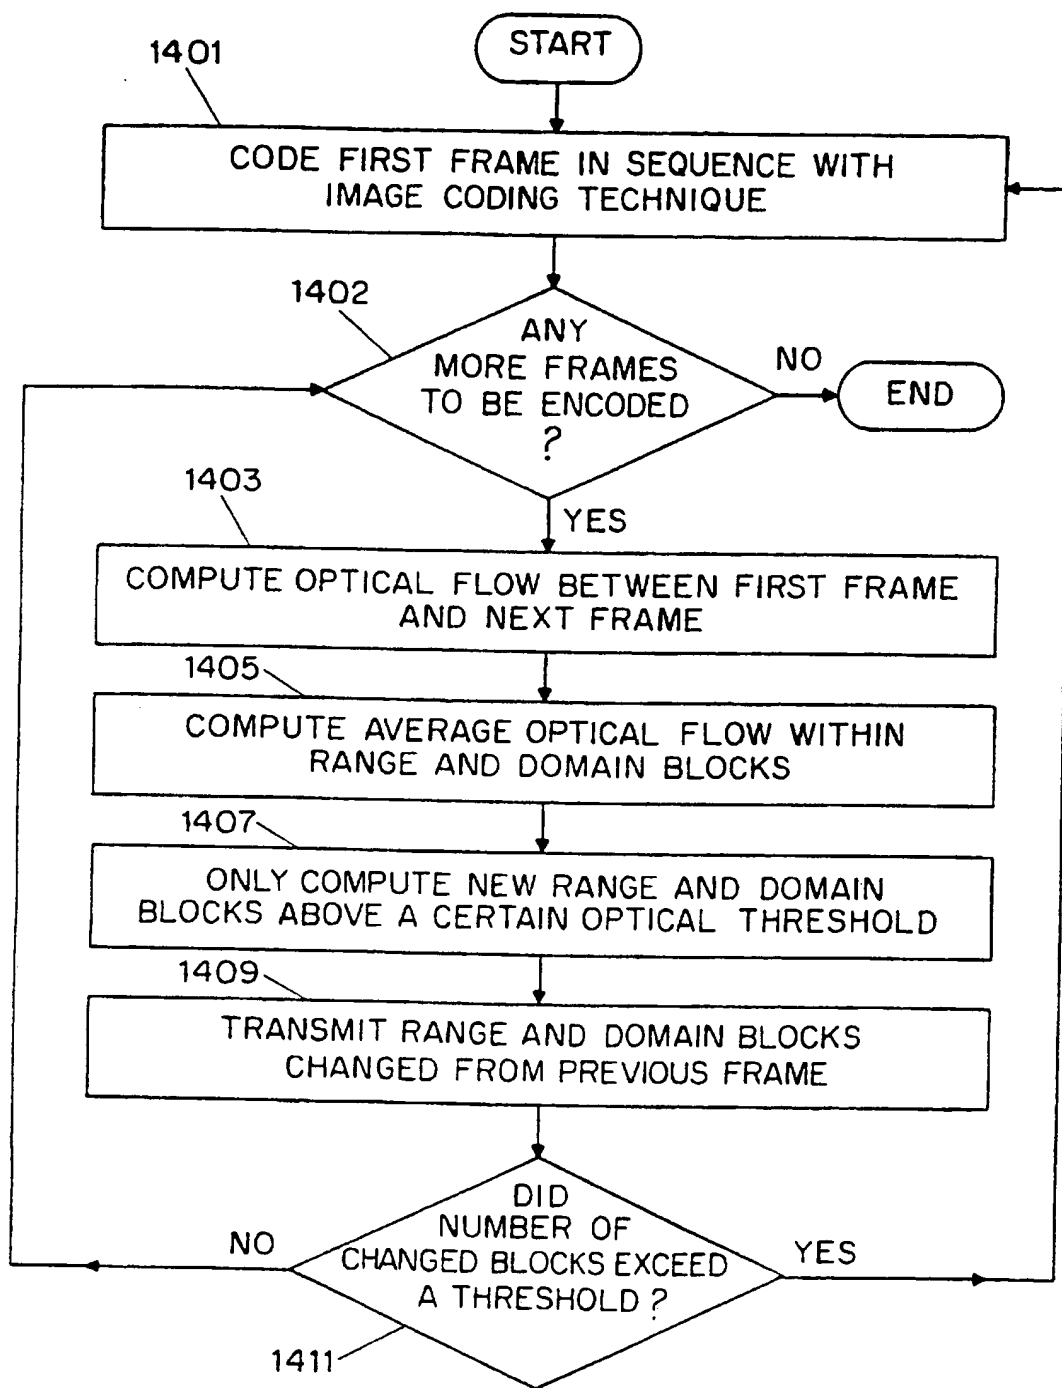 START
1401
CODE FIRST FRAME IN SEQUENCE WITH
IMAGE CODING TECHNIQUE
1402
ANY
MORE FRAMES
TO BE ENCODED
?
NO
END
1403
YES
COMPUTE OPTICAL FLOW BETWEEN FIRST FRAME
AND NEXT FRAME
1405
COMPUTE AVERAGE OPTICAL FLOW WITHIN
RANGE AND DOMAIN BLOCKS
1407
ONLY COMPUTE NEW RANGE AND DOMAIN
BLOCKS ABOVE A CERTAIN OPTICAL THRESHOLD
1409
TRANSMIT RANGE AND DOMAIN BLOCKS
CHANGED FROM PREVIOUS FRAME
DID
NUMBER OF
CHANGED BLOCKS EXCEED
A THRESHOLD ?
NO
YES
1411